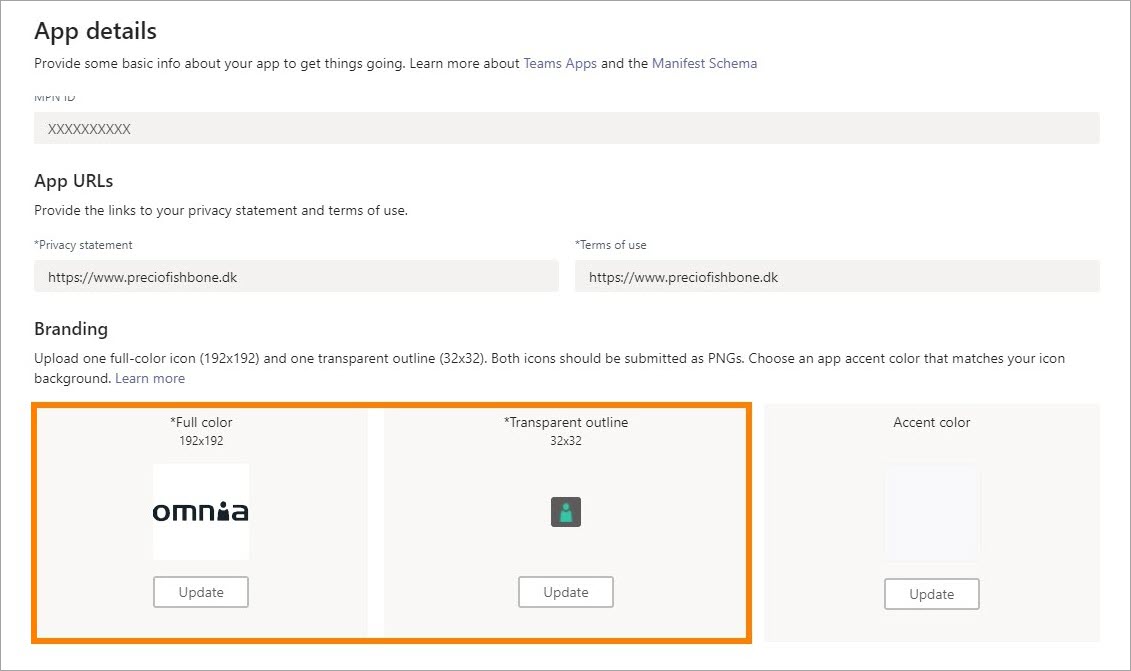 App details
Provide some basic info about your app to get things going. Learn more about Teams Apps and the Manifest Schema
MPN ID
XXXXXXXXXX
App URLs
Provide the links to your privacy statement and terms of use.
*Privacy statement
*Terms of use
https://www.preciofishbone.dk
https://www.preciofishbone.dk
Branding
Upload one full-color icon (192x192) and one transparent outline (32x32). Both icons should be submitted as PNGs. Choose an app accent color that matches your icon
background. Learn more
*Full color
192x192
omnia
Update
*Transparent outline
32x32
Update
Accent color
Update